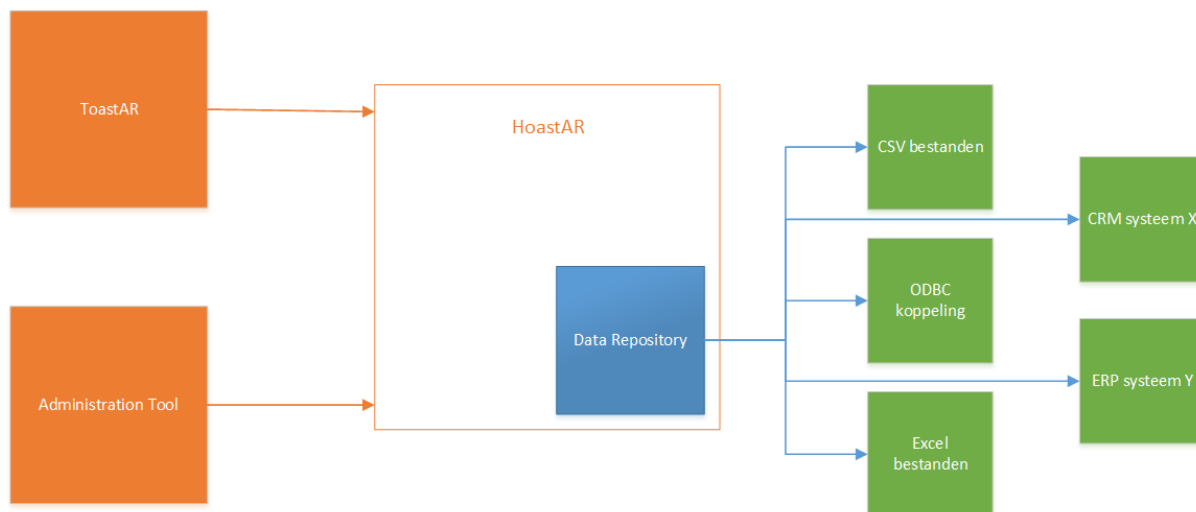 ToastAR
HoastAR
CSV bestanden
CRM systeem X
ODBC
koppeling
Data Repository
ERP systeem Y
Administration Tool
Excel
bestanden